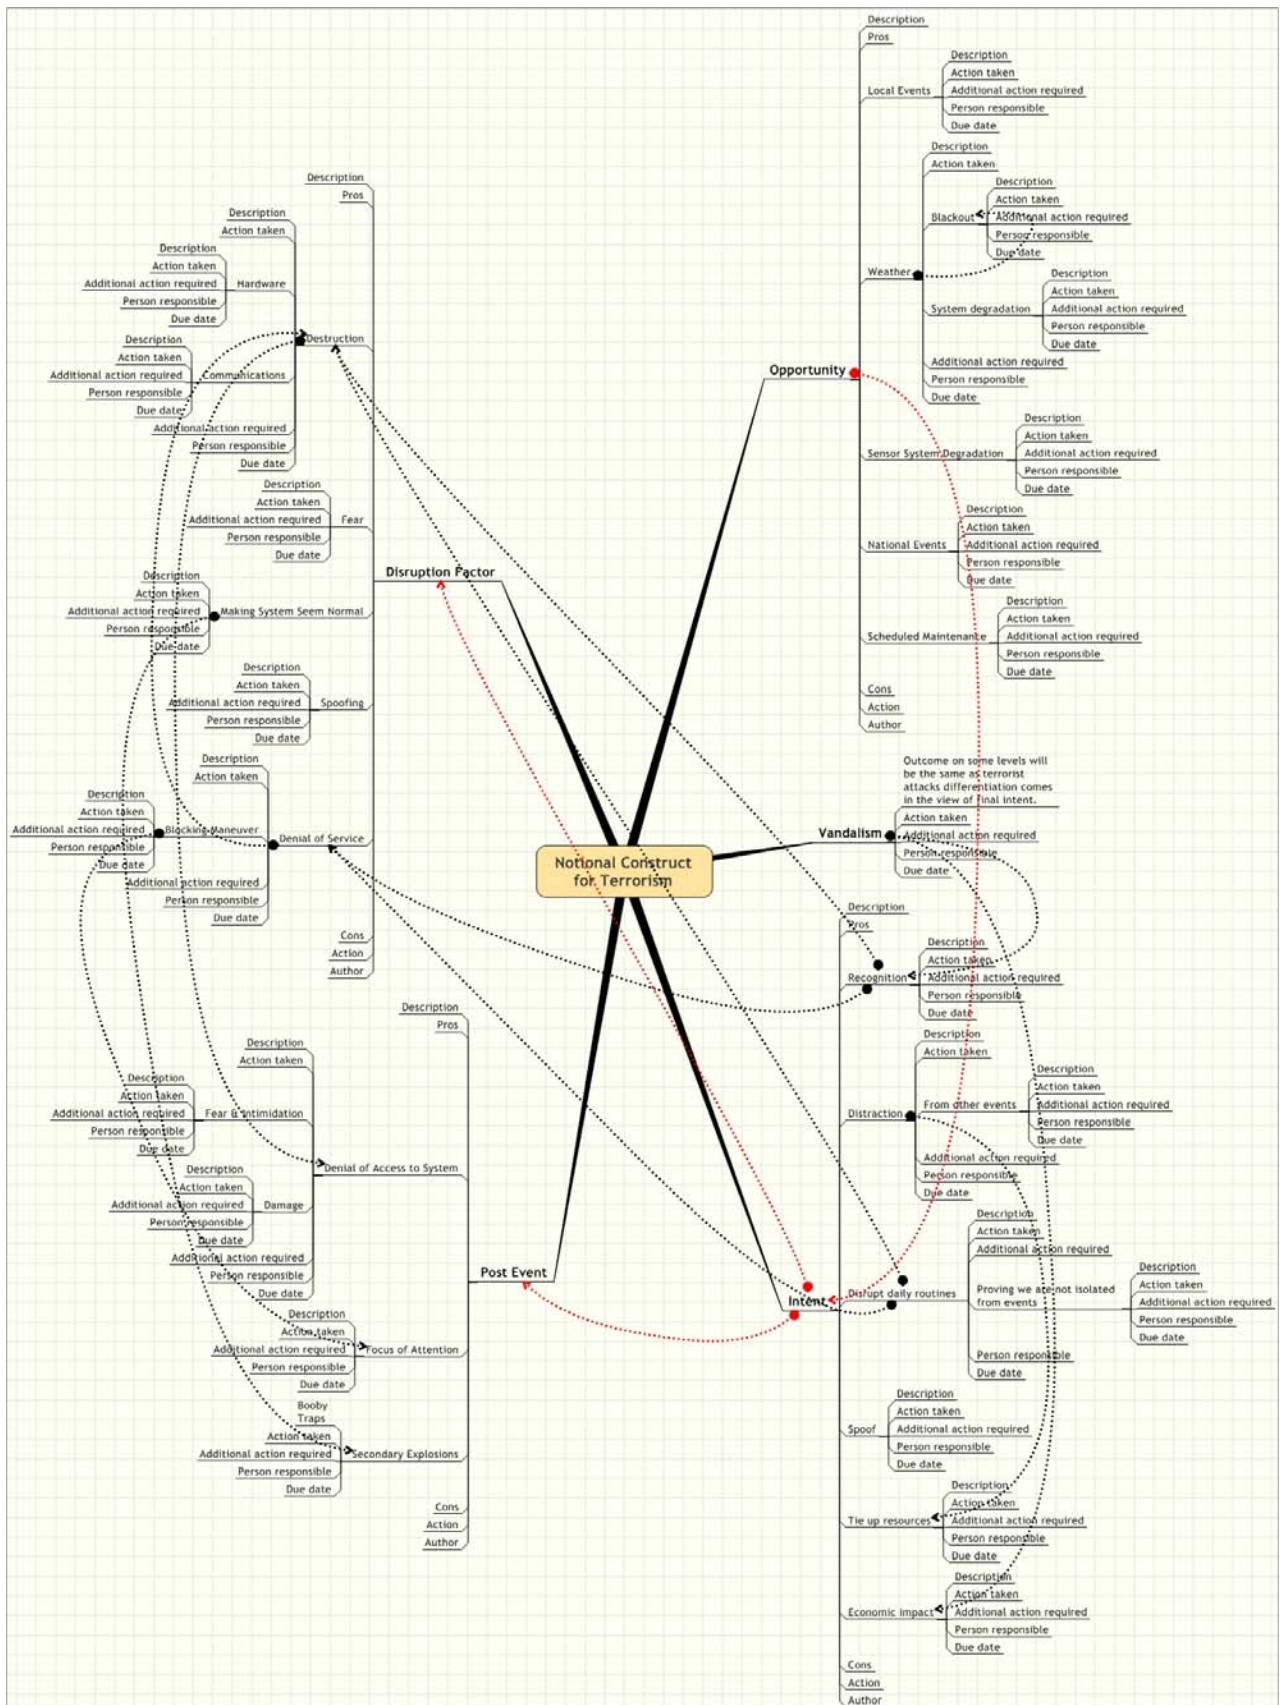 Notional Construct
for Terrorism
Opportunity
Description
Pros
Local Events
Description
Action taken
Additional action required
Person responsible
Due date
Weather
Description
Action taken
Blackout
Description
Action taken
Additional action required
Person responsible
Due date
System degradation
Description
Action taken
Additional action required
Person responsible
Due date
Additional action required
Person responsible
Due date
Sensor System Degradation
Description
Action taken
Additional action required
Person responsible
Due date
National Events
Description
Action taken
Additional action required
Person responsible
Due date
Scheduled Maintenance
Description
Action taken
Additional action required
Person responsible
Due date
Cons
Action
Author
Vandalism
Outcome on some levels will
be the same as terrorist
attacks differentiation comes
in the view of final intent.
Action taken
Additional action required
Person responsible
Due date
Intent
Description
Pros
Recognition
Description
Action taken
Additional action required
Person responsible
Due date
Distraction
Description
Action taken
From other events
Description
Action taken
Additional action required
Person responsible
Due date
Additional action required
Person responsible
Due date
Disrupt daily routines
Description
Action taken
Additional action required
Proving we are not isolated
from events
Description
Action taken
Additional action required
Person responsible
Due date
Person responsible
Due date
Spoof
Description
Action taken
Additional action required
Person responsible
Due date
Tie up resources
Description
Action taken
Additional action required
Person responsible
Due date
Economic impact
Description
Action taken
Additional action required
Person responsible
Due date
Cons
Action
Author
Disruption Factor
Description
Pros
Destruction
Description
Action taken
Hardware
Description
Action taken
Additional action required
Person responsible
Due date
Communications
Description
Action taken
Additional action required
Person responsible
Due date
Additional action required
Person responsible
Due date
Fear
Description
Action taken
Additional action required
Person responsible
Due date
Making System Seem Normal
Description
Action taken
Additional action required
Person responsible
Due date
Spoofing
Description
Action taken
Additional action required
Person responsible
Due date
Denial of Service
Description
Action taken
Blocking Maneuver
Description
Action taken
Additional action required
Person responsible
Due date
Additional action required
Person responsible
Due date
Cons
Action
Author
Post Event
Description
Pros
Denial of Access to System
Description
Action taken
Fear & Intimidation
Description
Action taken
Additional action required
Person responsible
Due date
Damage
Description
Action taken
Additional action required
Person responsible
Due date
Additional action required
Person responsible
Due date
Focus of Attention
Description
Action taken
Additional action required
Person responsible
Due date
Secondary Explosions
Booby
Traps
Action taken
Additional action required
Person responsible
Due date
Cons
Action
Author